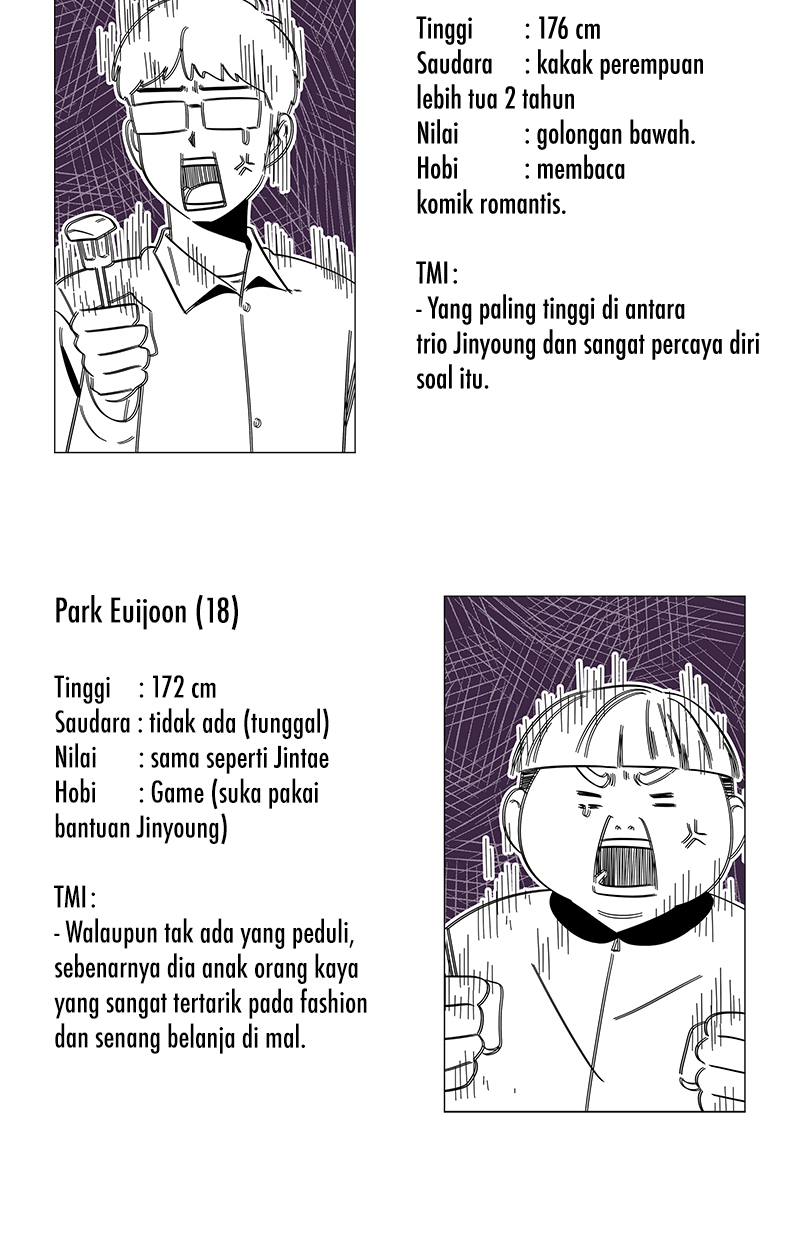 Tinggi : 176 cm
Saudara : kakak perempuan
lebih tua 2 tahun
Nilai : golongan bawah.
Hobi : membaca
komik romantis.
TMI :
- Yang paling tinggi di antara
trio Jinyoung dan sangat percaya diri
soal itu.
Park Euijoon (18)
Tinggi : 172 cm
Saudara : tidak ada (tunggal)
Nilai : sama seperti Jintae
Hobi : Game (suka pakai
bantuan Jinyoung)
TMI :
- Walaupun tak ada yang peduli,
sebenarnya dia anak orang kaya
yang sangat tertarik pada fashion
dan senang belanja di mal.